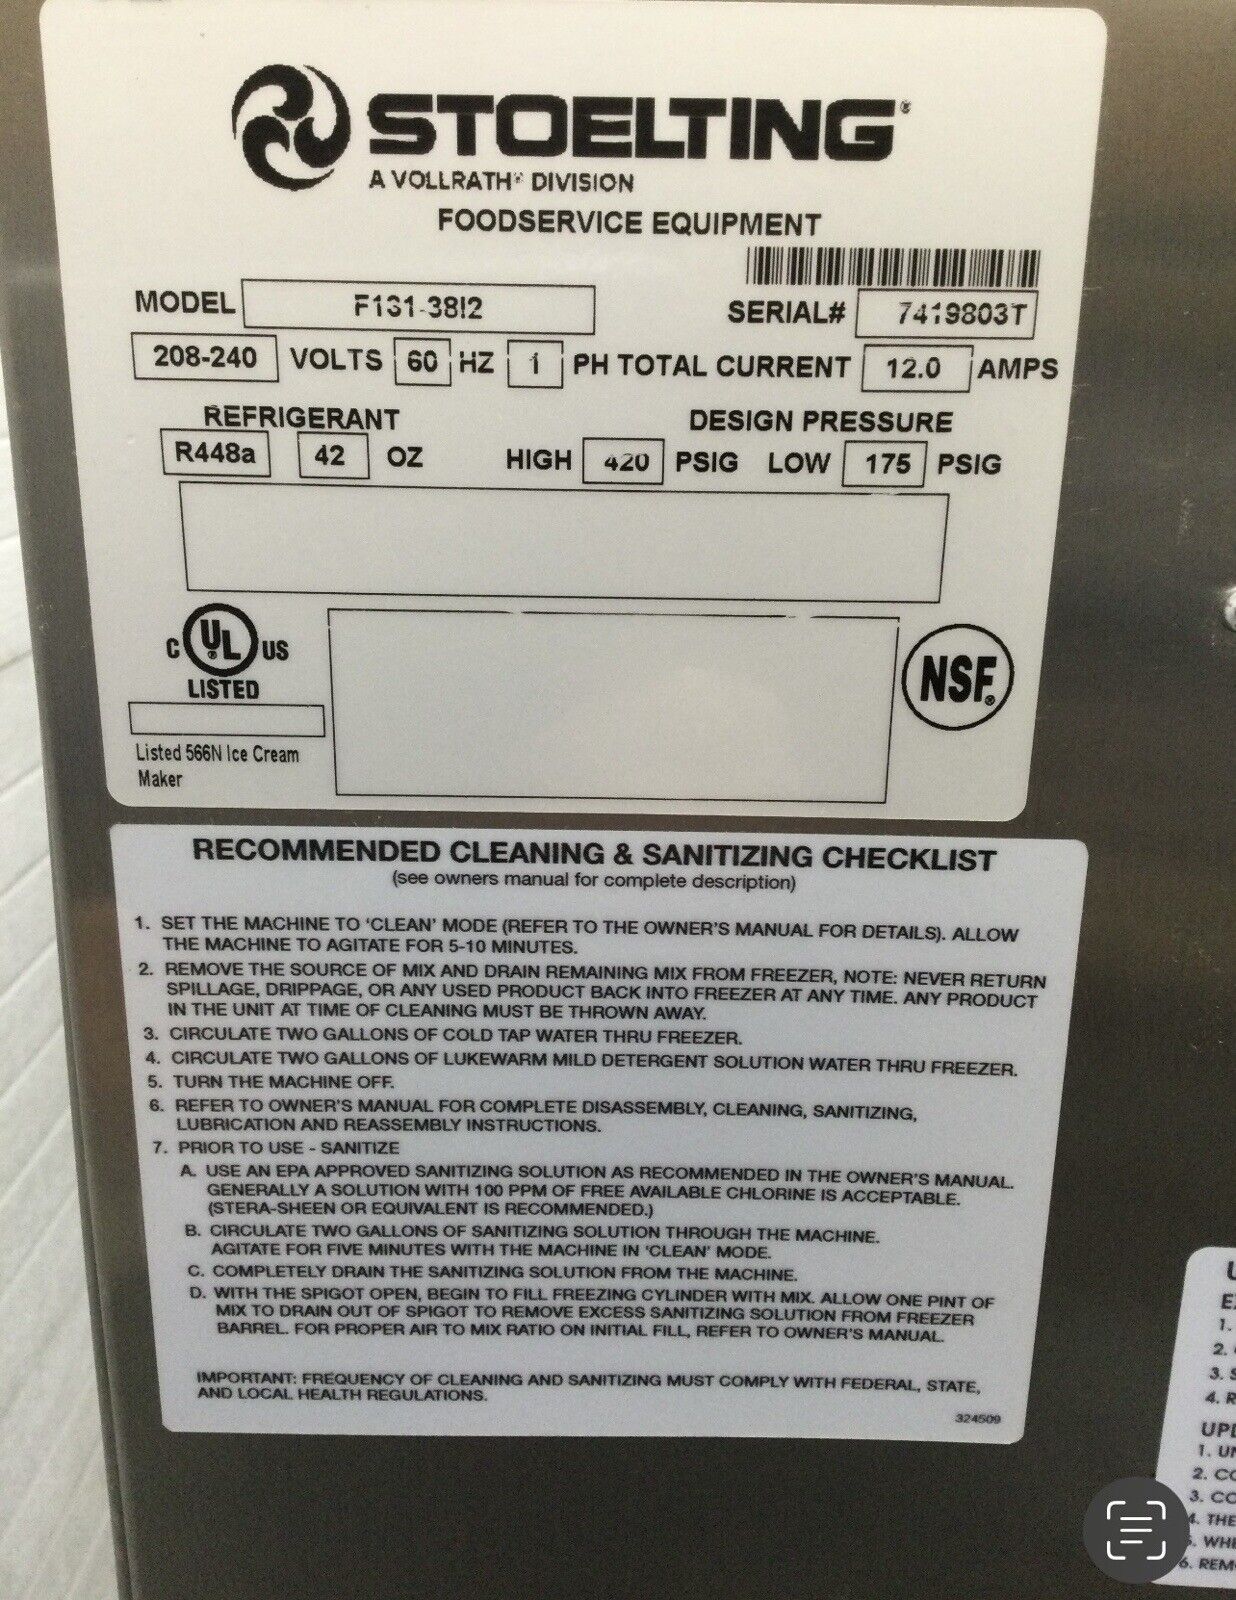 STOELTING®
A VOLLRATH® DIVISION
FOODSERVICE EQUIPMENT
MODEL F131-38I2 SERIAL# 7419803T
208-240 VOLTS 60 HZ 1 PH TOTAL CURRENT 12.0 AMPS
REFRIGERANT DESIGN PRESSURE
R448a 42 OZ HIGH 420 PSIG LOW 175 PSIG
C UL® US
LISTED
NSF®
Listed 566N Ice Cream
Maker
RECOMMENDED CLEANING & SANITIZING CHECKLIST
(see owners manual for complete description)
1. SET THE MACHINE TO 'CLEAN' MODE (REFER TO THE OWNER'S MANUAL FOR DETAILS). ALLOW
THE MACHINE TO AGITATE FOR 5-10 MINUTES.
2. REMOVE THE SOURCE OF MIX AND DRAIN REMAINING MIX FROM FREEZER, NOTE: NEVER RETURN
SPILLAGE, DRIPPAGE, OR ANY USED PRODUCT BACK INTO FREEZER AT ANY TIME. ANY PRODUCT
IN THE UNIT AT TIME OF CLEANING MUST BE THROWN AWAY.
3. CIRCULATE TWO GALLONS OF COLD TAP WATER THRU FREEZER.
4. CIRCULATE TWO GALLONS OF LUKEWARM MILD DETERGENT SOLUTION WATER THRU FREEZER.
5. TURN THE MACHINE OFF.
6. REFER TO OWNER'S MANUAL FOR COMPLETE DISASSEMBLY, CLEANING, SANITIZING,
LUBRICATION AND REASSEMBLY INSTRUCTIONS.
7. PRIOR TO USE - SANITIZE
A. USE AN EPA APPROVED SANITIZING SOLUTION AS RECOMMENDED IN THE OWNER'S MANUAL.
GENERALLY A SOLUTION WITH 100 PPM OF FREE AVAILABLE CHLORINE IS ACCEPTABLE.
(STERA-SHEEN OR EQUIVALENT IS RECOMMENDED.)
B. CIRCULATE TWO GALLONS OF SANITIZING SOLUTION THROUGH THE MACHINE.
AGITATE FOR FIVE MINUTES WITH THE MACHINE IN 'CLEAN' MODE.
C. COMPLETELY DRAIN THE SANITIZING SOLUTION FROM THE MACHINE.
D. WITH THE SPIGOT OPEN, BEGIN TO FILL FREEZING CYLINDER WITH MIX. ALLOW ONE PINT OF
MIX TO DRAIN OUT OF SPIGOT TO REMOVE EXCESS SANITIZING SOLUTION FROM FREEZER
BARREL. FOR PROPER AIR TO MIX RATIO ON INITIAL FILL, REFER TO OWNER'S MANUAL.
IMPORTANT: FREQUENCY OF CLEANING AND SANITIZING MUST COMPLY WITH FEDERAL, STATE,
AND LOCAL HEALTH REGULATIONS.
324509
1.
2.
3.
4.
1.
2.
3.
4. THE
6.